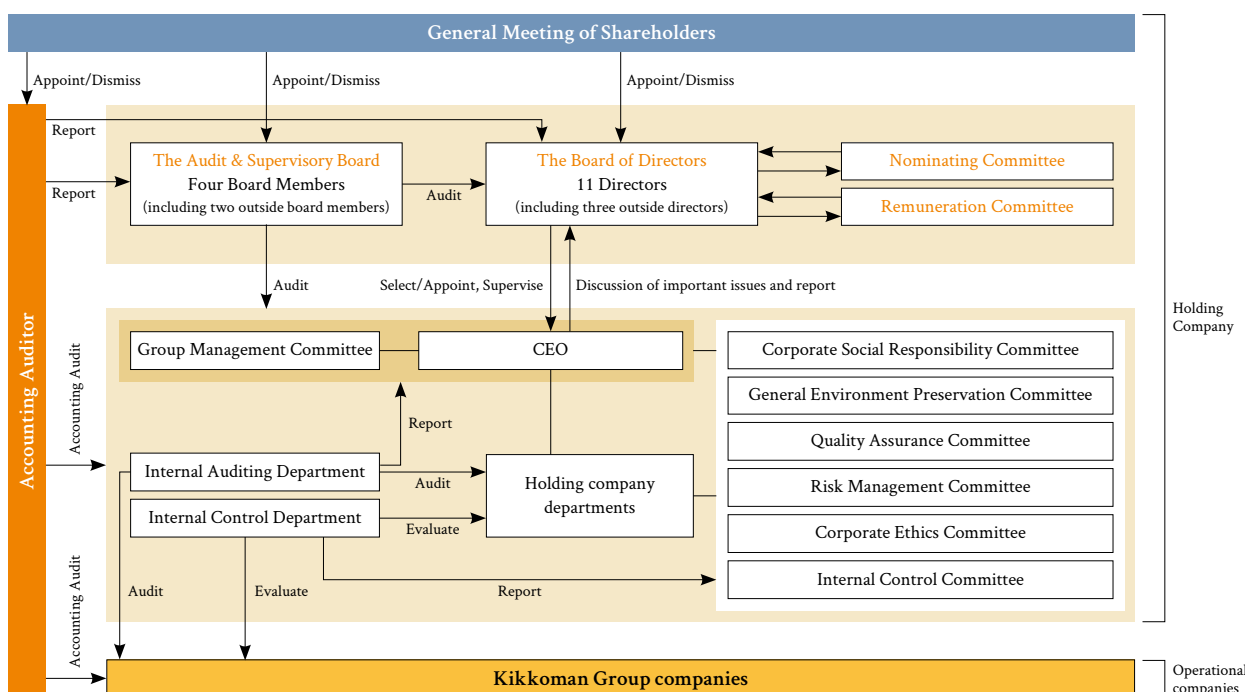 General Meeting of Shareholders
Appoint/Dismiss
Appoint/Dismiss
Appoint/Dismiss
Report
Report
The Audit & Supervisory Board
Four Board Members
(including two outside board members)
Audit
The Board of Directors
11 Directors
(including three outside directors)
Nominating Committee
Remuneration Committee
Audit
Select/Appoint, Supervise
Discussion of important issues and report
Holding
Company
Accounting Auditor
Accounting Audit
Group Management Committee
CEO
Corporate Social Responsibility Committee
General Environment Preservation Committee
Quality Assurance Committee
Risk Management Committee
Corporate Ethics Committee
Internal Control Committee
Report
Internal Auditing Department
Audit
Internal Control Department
Evaluate
Holding company
departments
Accounting Audit
Audit
Evaluate
Report
Kikkoman Group companies
Operational
companies